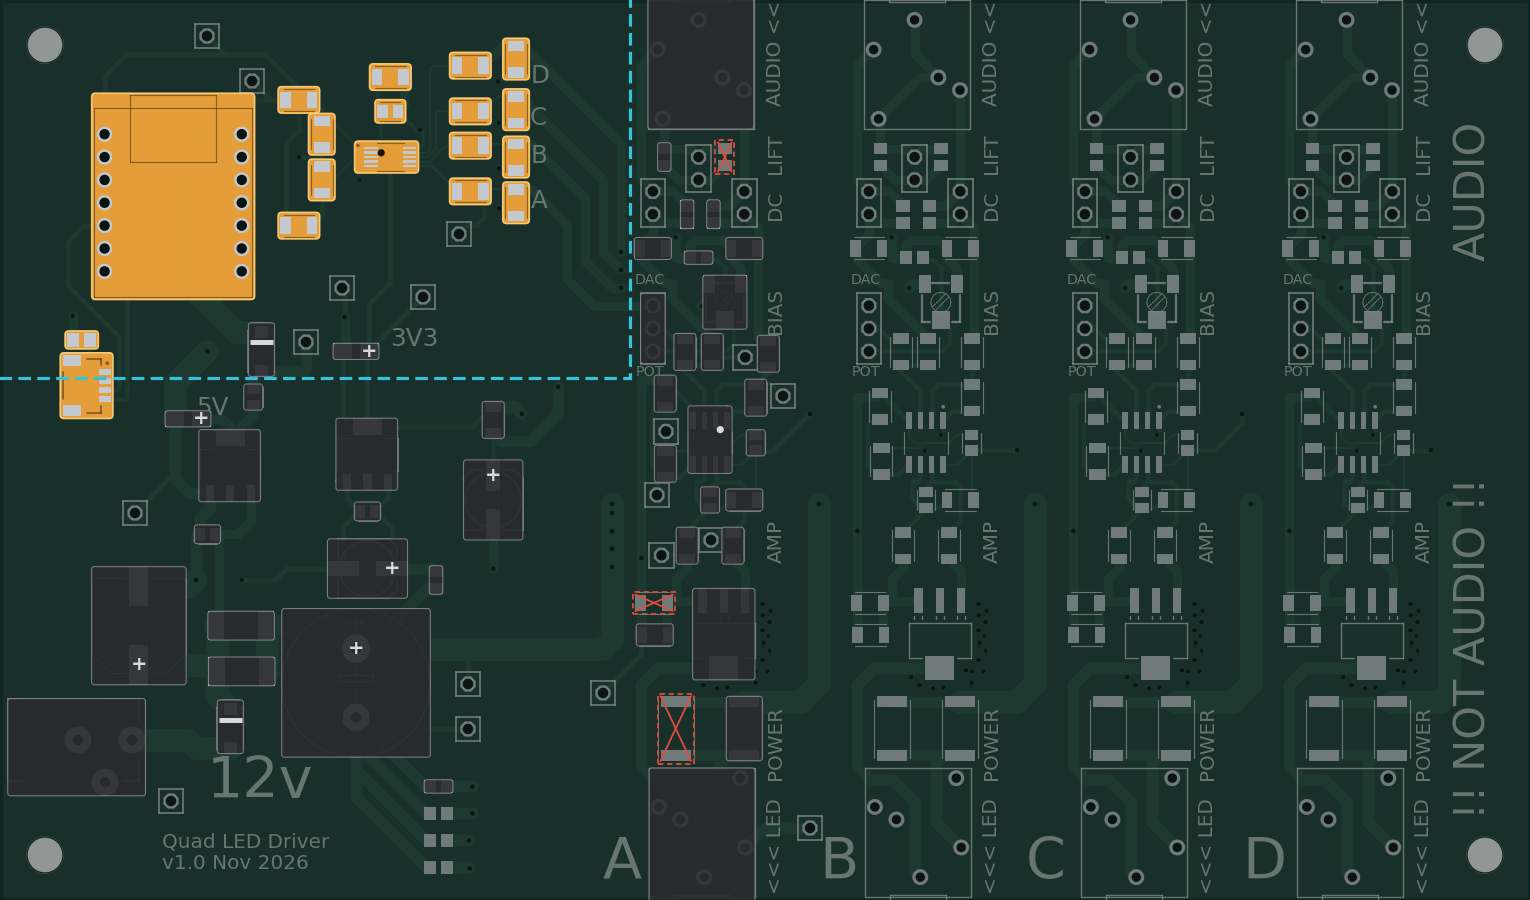 D
C
B
A
3V3
5V
12v
Quad LED Driver
v1.0 Nov 2026
AUDIO <<
LIFT
DC
DAC
BIAS
POT
AMP
POWER
<<< LED
A
AUDIO <<
LIFT
DC
DAC
BIAS
POT
AMP
POWER
<<< LED
B
AUDIO <<
LIFT
DC
DAC
BIAS
POT
AMP
POWER
<<< LED
C
AUDIO <<
LIFT
DC
DAC
BIAS
POT
AMP
POWER
<<< LED
D
AUDIO
!! NOT AUDIO !!